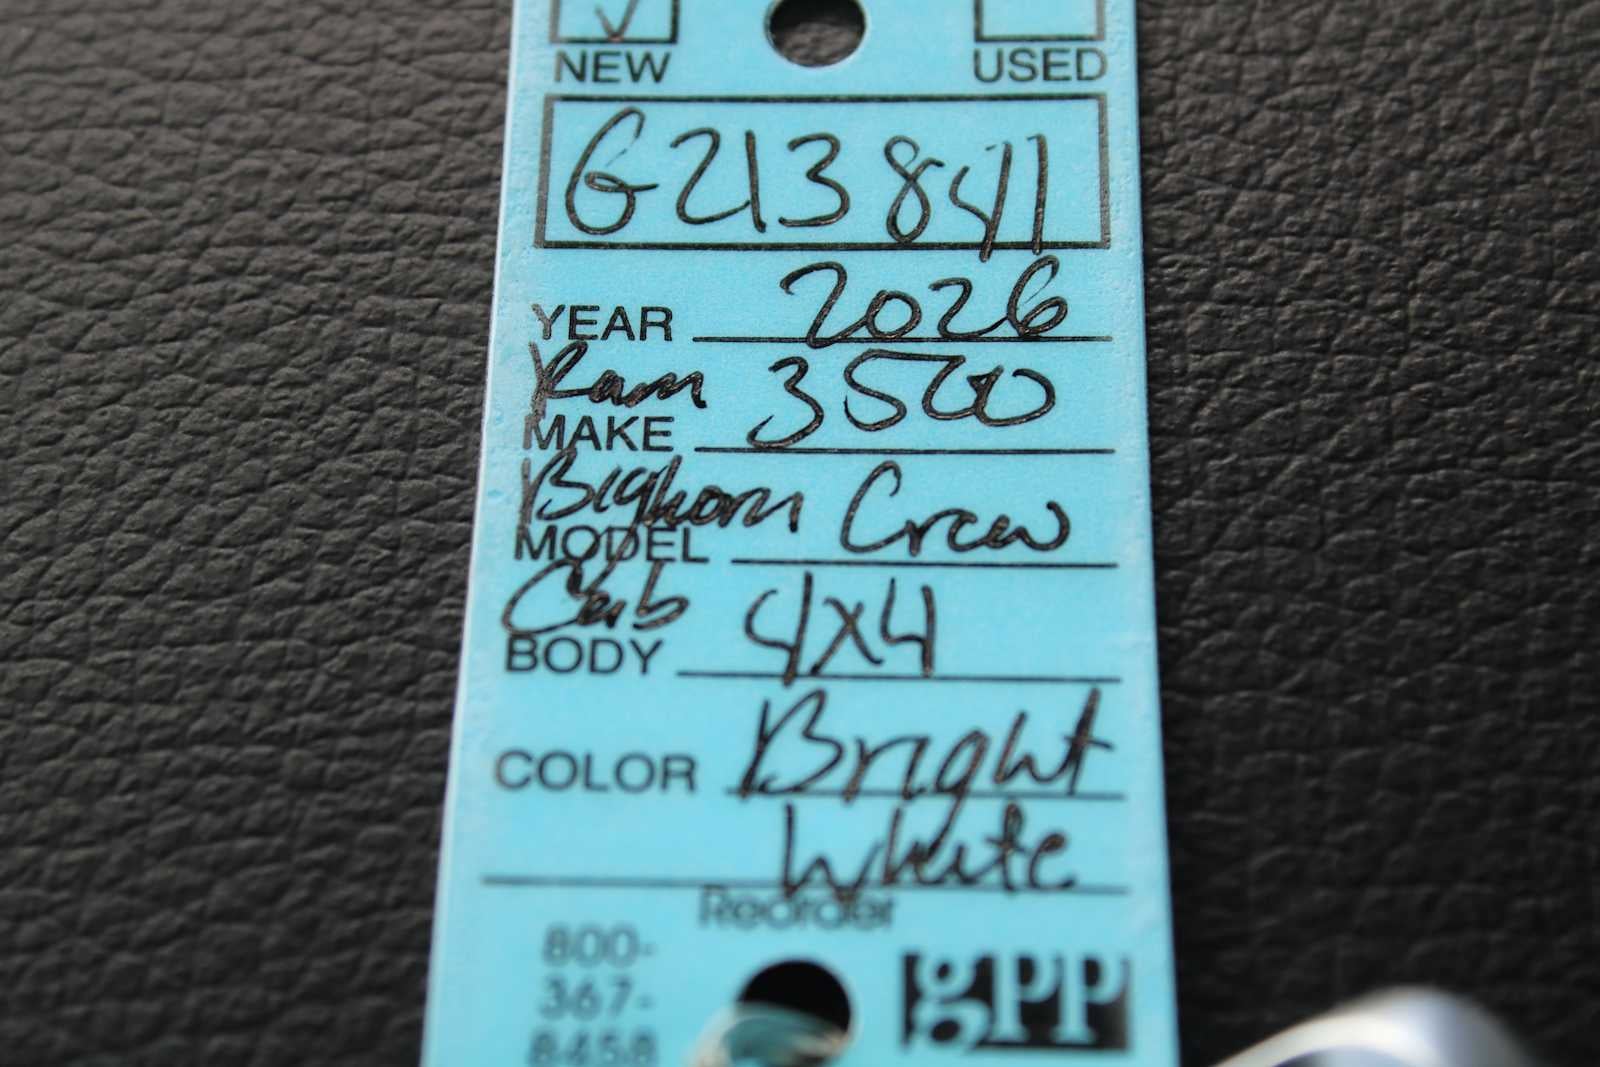 NEW USED
G213841
YEAR 2026
Ram 3500
MAKE
Bighorn Crew
MODEL
Cab 4x4
BODY
COLOR Bright
White
Reorder
800-
367-
8458
gpp